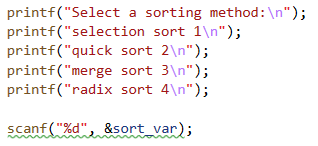 printf("Select a sorting method:\n");
printf("selection sort 1\n");
printf("quick sort 2\n");
printf("merge sort 3\n");
printf("radix sort 4\n");
scanf("%d", &sort_var);